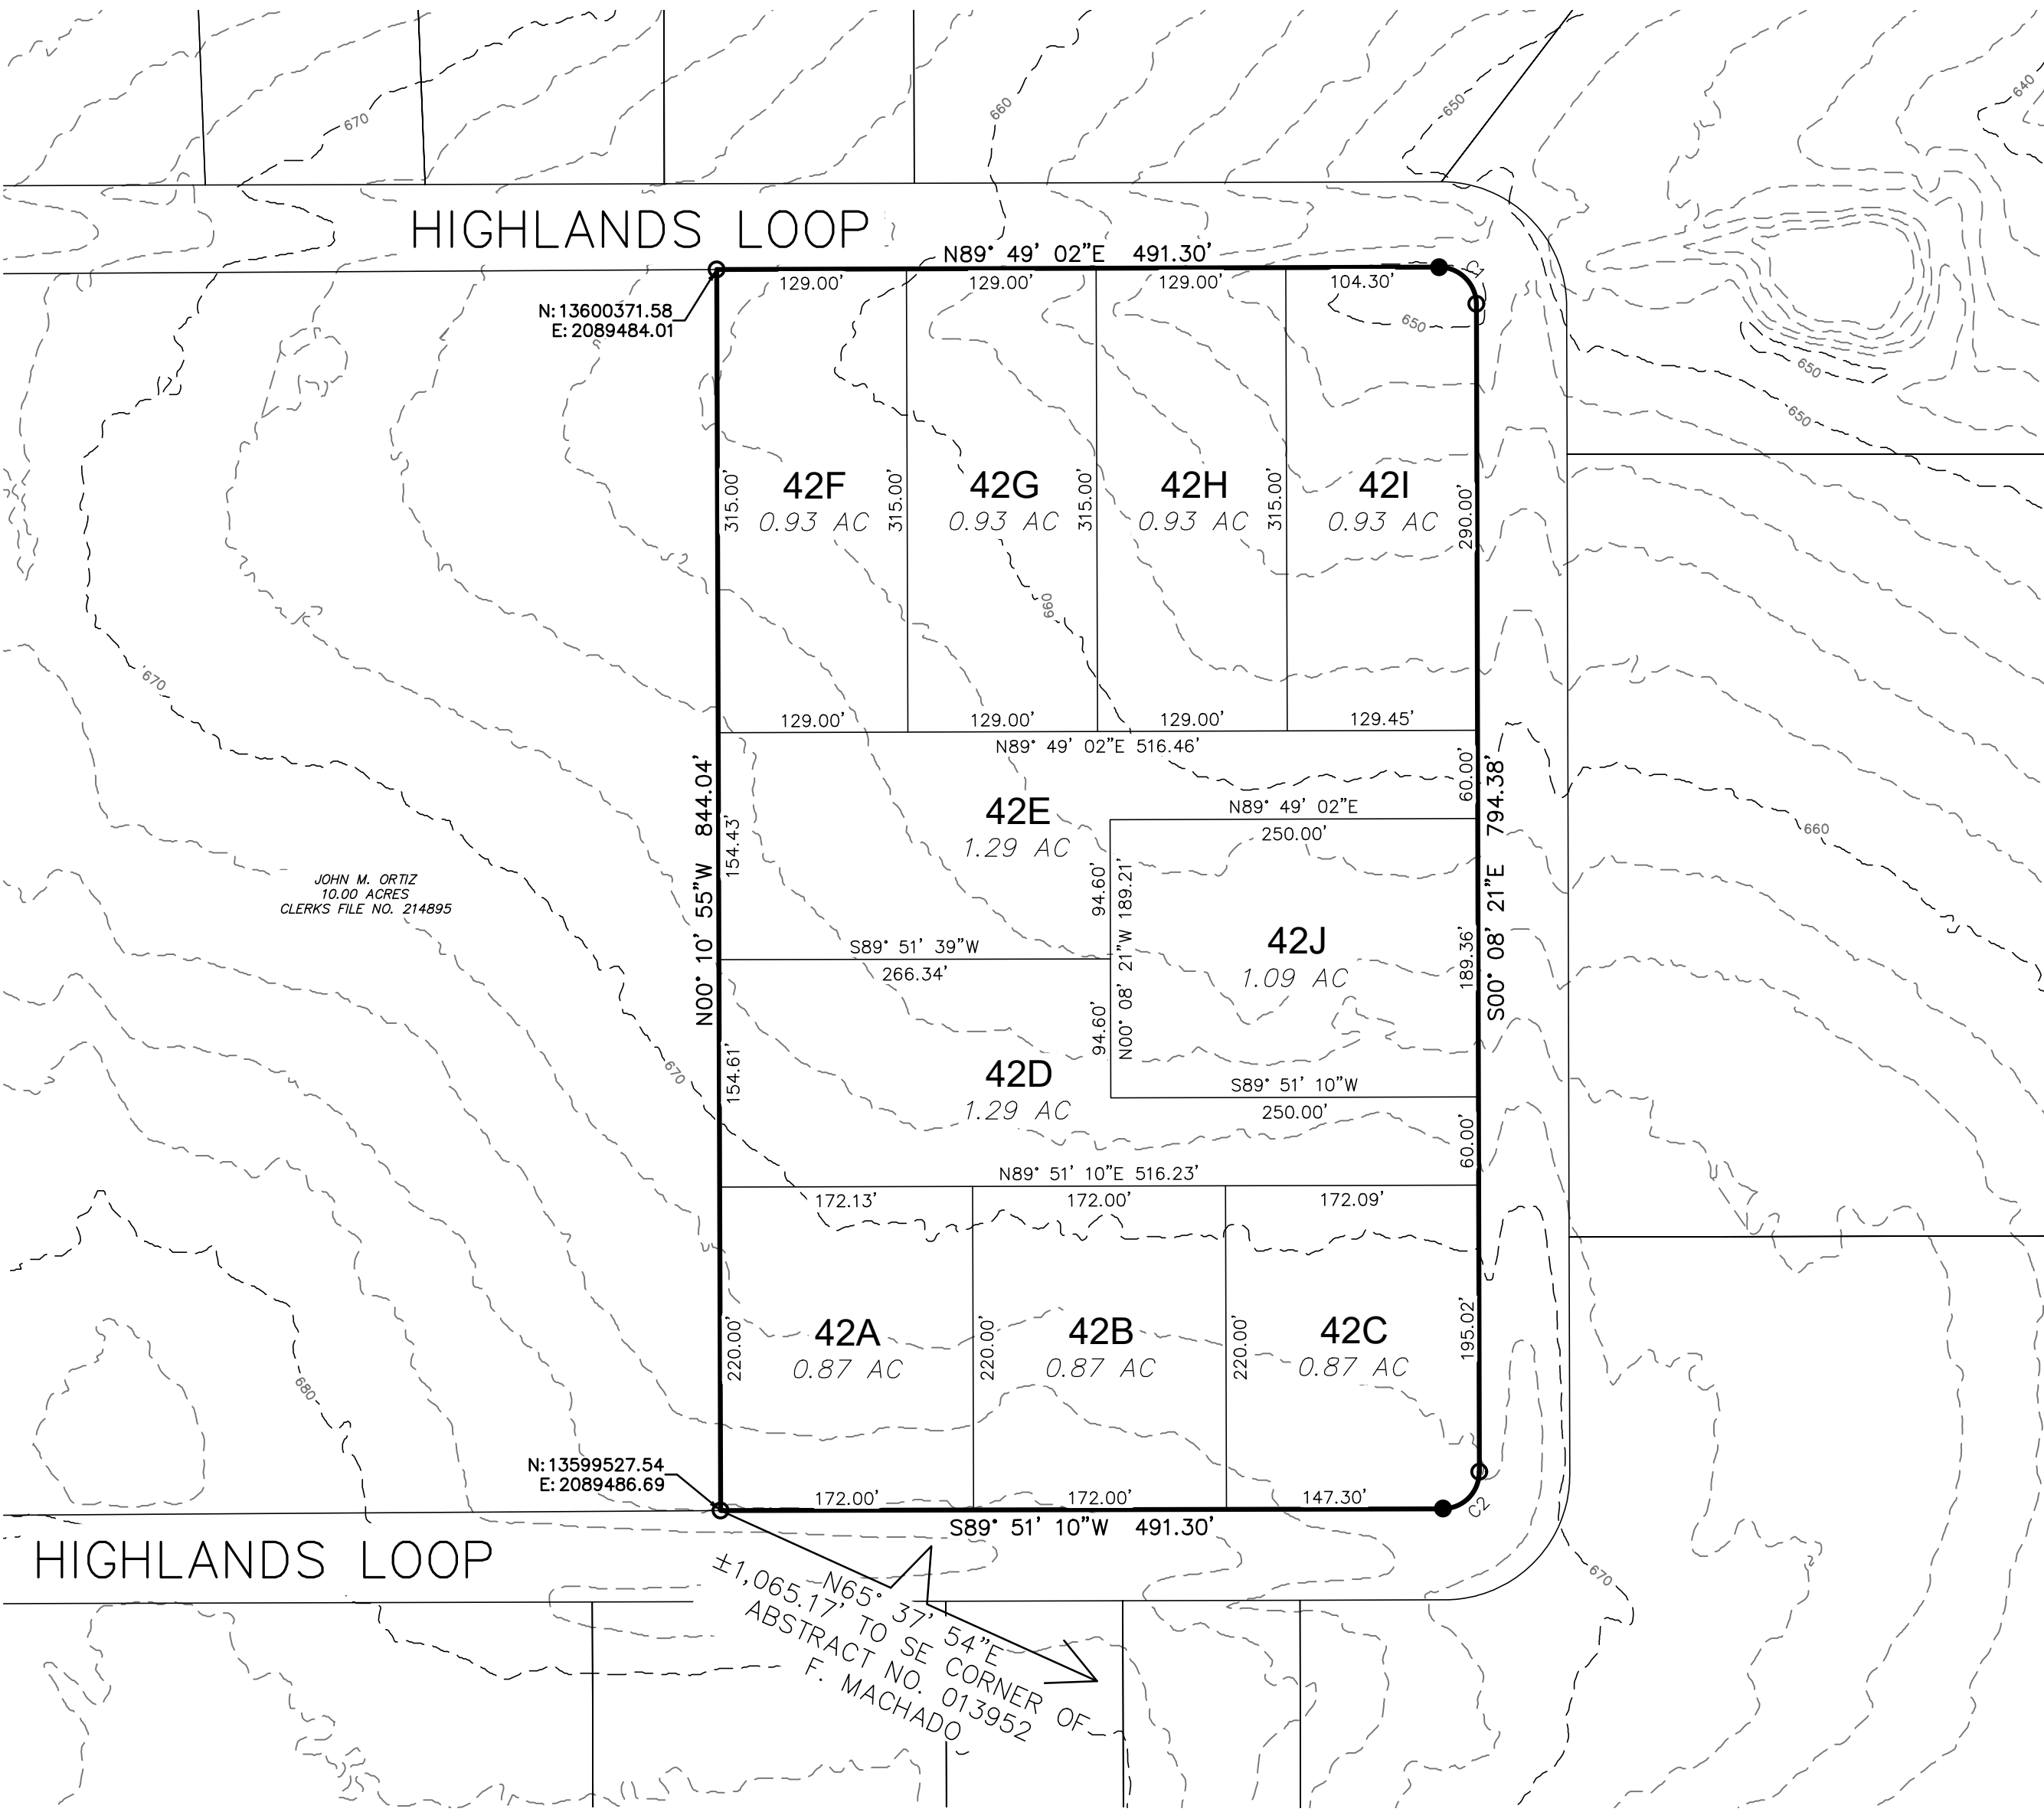 670
660
650
640
HIGHLANDS LOOP
N89° 49' 02"E 491.30'
C1
129.00'
129.00'
129.00'
104.30'
N:13600371.58
E:2089484.01
650
650
650
42F
0.93 AC
42G
0.93 AC
42H
0.93 AC
42I
0.93 AC
315.00'
315.00'
315.00'
315.00'
290.00'
660
670
129.00'
129.00'
129.00'
129.45'
N89° 49' 02"E 516.46'
60.00'
N00° 10' 55"W 844.04'
S00° 08' 21"E 794.38'
42E
1.29 AC
154.43'
N89° 49' 02"E
250.00'
660
94.60'
N00° 08' 21"W 189.21'
JOHN M. ORTIZ
10.00 ACRES
CLERKS FILE NO. 214895
S89° 51' 39"W
266.34'
42J
1.09 AC
189.36'
94.60'
154.61'
670
42D
1.29 AC
S89° 51' 10"W
250.00'
60.00'
N89° 51' 10"E 516.23'
172.13'
172.00'
172.09'
42A
0.87 AC
42B
0.87 AC
42C
0.87 AC
220.00'
220.00'
220.00'
195.02'
680
N:13599527.54
E:2089486.69
172.00'
172.00'
147.30'
C2
S89° 51' 10"W 491.30'
HIGHLANDS LOOP
670
N65° 37' 54"E
±1,065.17' TO SE CORNER OF
ABSTRACT NO. 013952
F. MACHADO